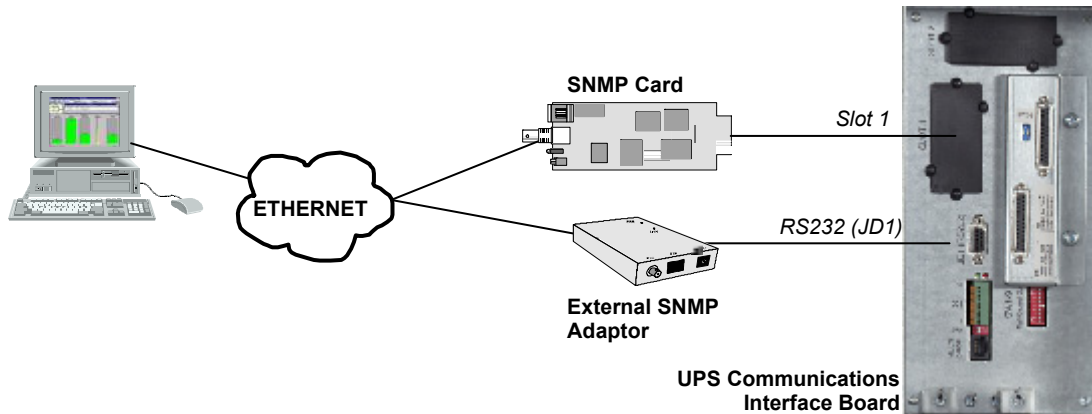 SNMP Card
Slot 1
ETHERNET
RS232 (JD1)
External SNMP
Adaptor
UPS Communications
Interface Board